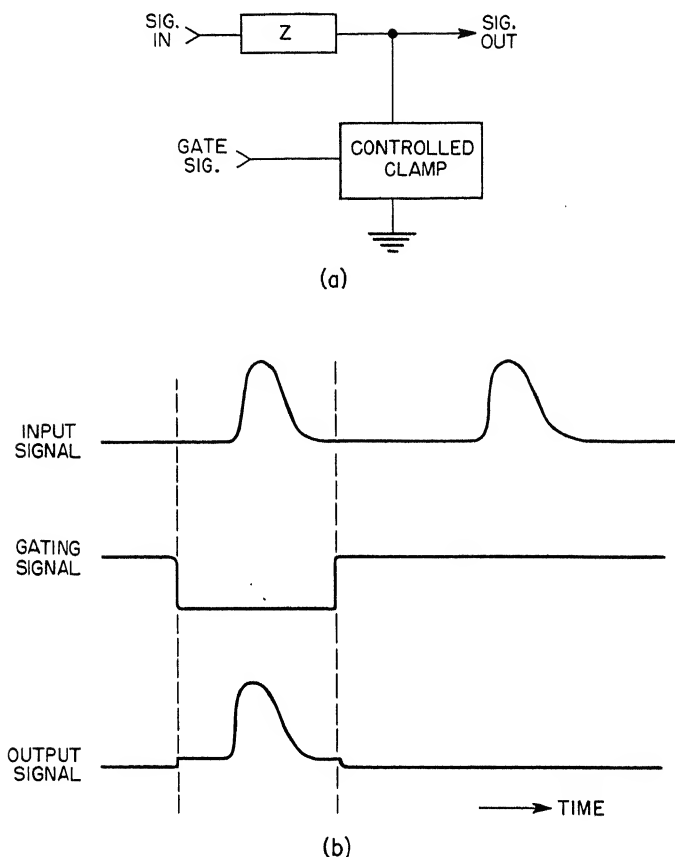 SIG.
IN
Z
SIG.
OUT
GATE
SIG.
CONTROLLED
CLAMP
(a)
INPUT
SIGNAL
GATING
SIGNAL
OUTPUT
SIGNAL
TIME
(b)